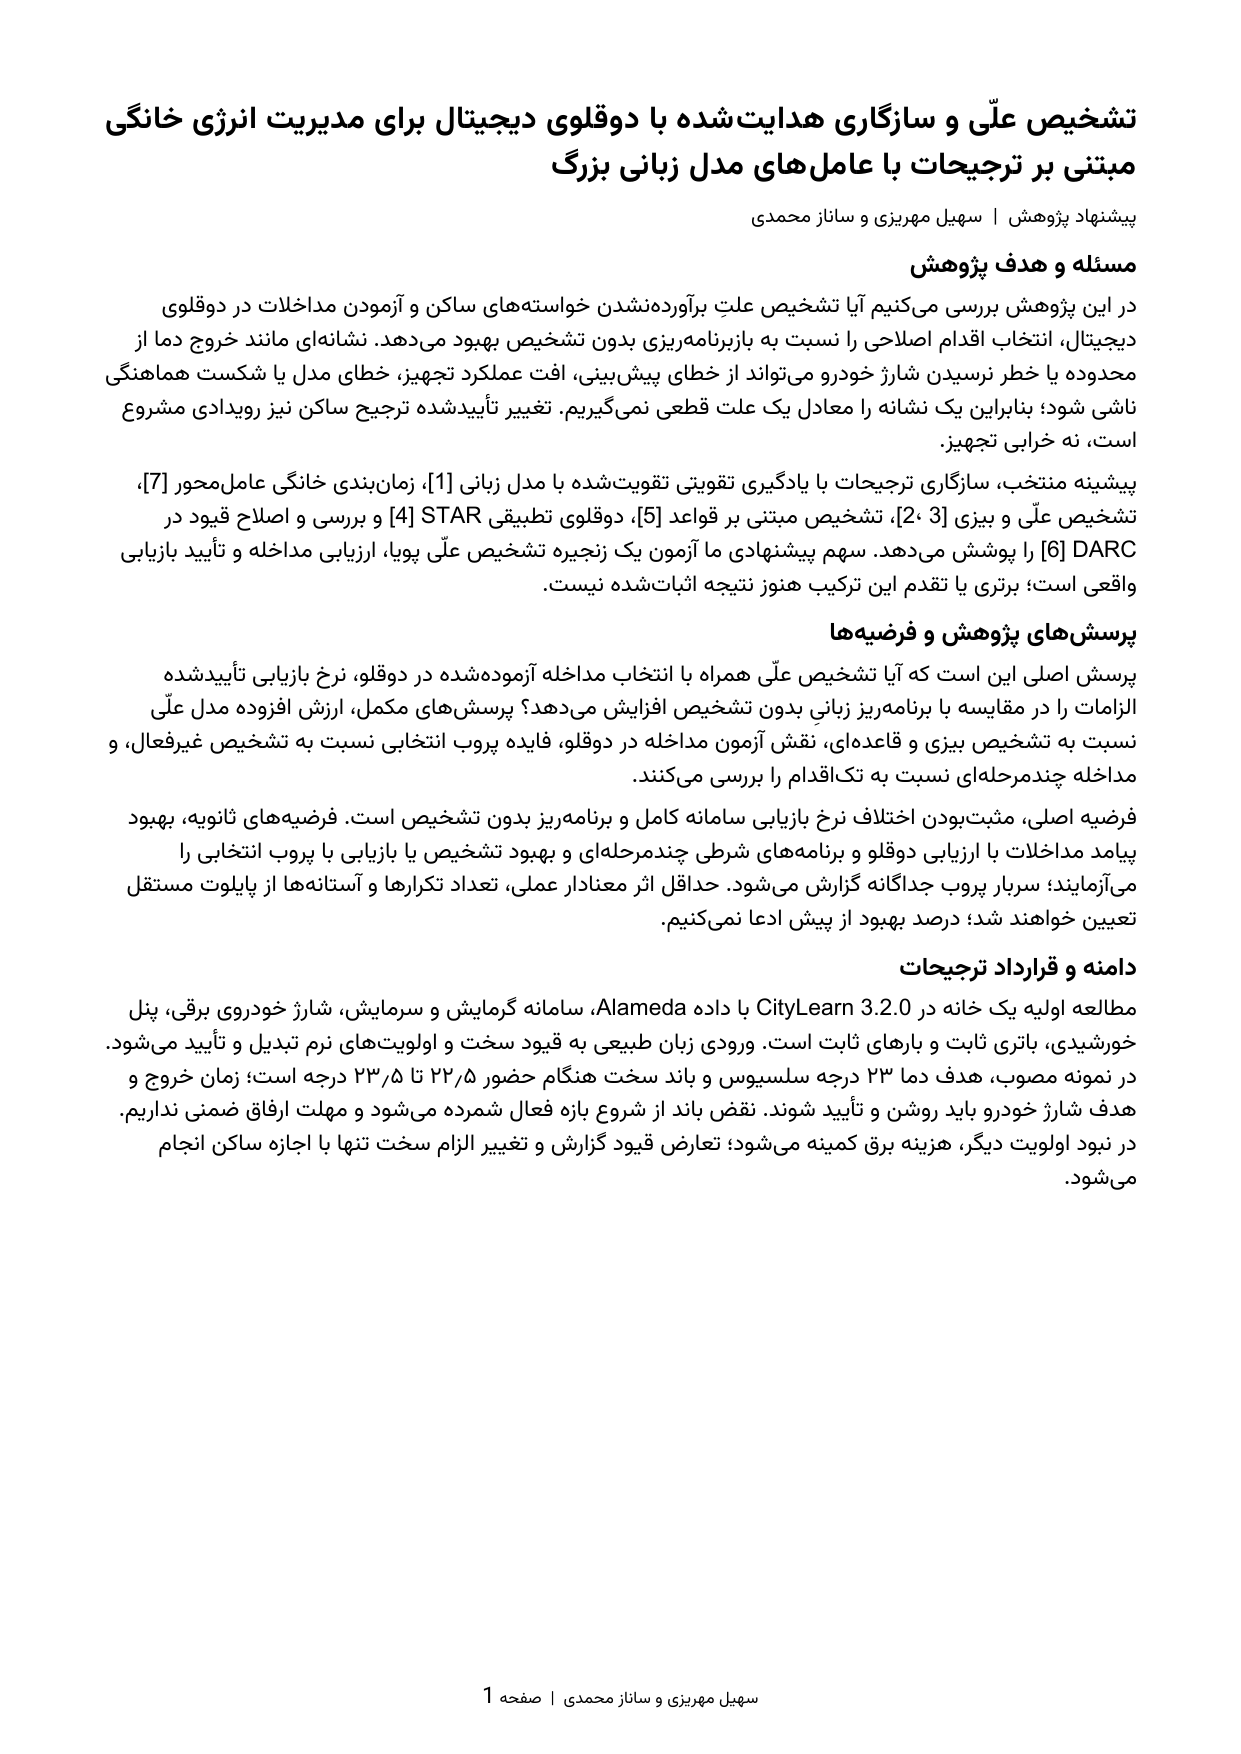 تشخیص علّی و سازگاری هدایت‌شده با دوقلوی دیجیتال برای مدیریت انرژی خانگی
مبتنی بر ترجیحات با عامل‌های مدل زبانی بزرگ
پیشنهاد پژوهش | سهیل مهریزی و ساناز محمدی
مسئله و هدف پژوهش
در این پژوهش بررسی می‌کنیم آیا تشخیص علتِ برآورده‌نشدن خواسته‌های ساکن و آزمودن مداخلات در دوقلوی
دیجیتال، انتخاب اقدام اصلاحی را نسبت به بازبرنامه‌ریزی بدون تشخیص بهبود می‌دهد. نشانه‌ای مانند خروج دما از
محدوده یا خطر نرسیدن شارژ خودرو می‌تواند از خطای پیش‌بینی، افت عملکرد تجهیز، خطای مدل یا شکست هماهنگی
ناشی شود؛ بنابراین یک نشانه را معادل یک علت قطعی نمی‌گیریم. تغییر تأییدشده ترجیح ساکن نیز رویدادی مشروع
است، نه خرابی تجهیز.
پیشینه منتخب، سازگاری ترجیحات با یادگیری تقویتی تقویت‌شده با مدل زبانی [1]، زمان‌بندی خانگی عامل‌محور [7]،
تشخیص علّی و بیزی [2، 3]، تشخیص مبتنی بر قواعد [5]، دوقلوی تطبیقی STAR [4] و بررسی و اصلاح قیود در
DARC [6] را پوشش می‌دهد. سهم پیشنهادی ما آزمون یک زنجیره تشخیص علّی پویا، ارزیابی مداخله و تأیید بازیابی
واقعی است؛ برتری یا تقدم این ترکیب هنوز نتیجه اثبات‌شده نیست.
پرسش‌های پژوهش و فرضیه‌ها
پرسش اصلی این است که آیا تشخیص علّی همراه با انتخاب مداخله آزموده‌شده در دوقلو، نرخ بازیابی تأییدشده
الزامات را در مقایسه با برنامه‌ریز زبانیِ بدون تشخیص افزایش می‌دهد؟ پرسش‌های مکمل، ارزش افزوده مدل علّی
نسبت به تشخیص بیزی و قاعده‌ای، نقش آزمون مداخله در دوقلو، فایده پروب انتخابی نسبت به تشخیص غیرفعال، و
مداخله چندمرحله‌ای نسبت به تک‌اقدام را بررسی می‌کنند.
فرضیه اصلی، مثبت‌بودن اختلاف نرخ بازیابی سامانه کامل و برنامه‌ریز بدون تشخیص است. فرضیه‌های ثانویه، بهبود
پیامد مداخلات با ارزیابی دوقلو و برنامه‌های شرطی چندمرحله‌ای و بهبود تشخیص یا بازیابی با پروب انتخابی را
می‌آزمایند؛ سربار پروب جداگانه گزارش می‌شود. حداقل اثر معنادار عملی، تعداد تکرارها و آستانه‌ها از پایلوت مستقل
تعیین خواهند شد؛ درصد بهبود از پیش ادعا نمی‌کنیم.
دامنه و قرارداد ترجیحات
مطالعه اولیه یک خانه در CityLearn 3.2.0 با داده Alameda، سامانه گرمایش و سرمایش، شارژ خودروی برقی، پنل
خورشیدی، باتری ثابت و بارهای ثابت است. ورودی زبان طبیعی به قیود سخت و اولویت‌های نرم تبدیل و تأیید می‌شود.
در نمونه مصوب، هدف دما ۲۳ درجه سلسیوس و باند سخت هنگام حضور ۲۲٫۵ تا ۲۳٫۵ درجه است؛ زمان خروج و
هدف شارژ خودرو باید روشن و تأیید شوند. نقض باند از شروع بازه فعال شمرده می‌شود و مهلت ارفاق ضمنی نداریم.
در نبود اولویت دیگر، هزینه برق کمینه می‌شود؛ تعارض قیود گزارش و تغییر الزام سخت تنها با اجازه ساکن انجام
می‌شود.
سهیل مهریزی و ساناز محمدی | صفحه 1